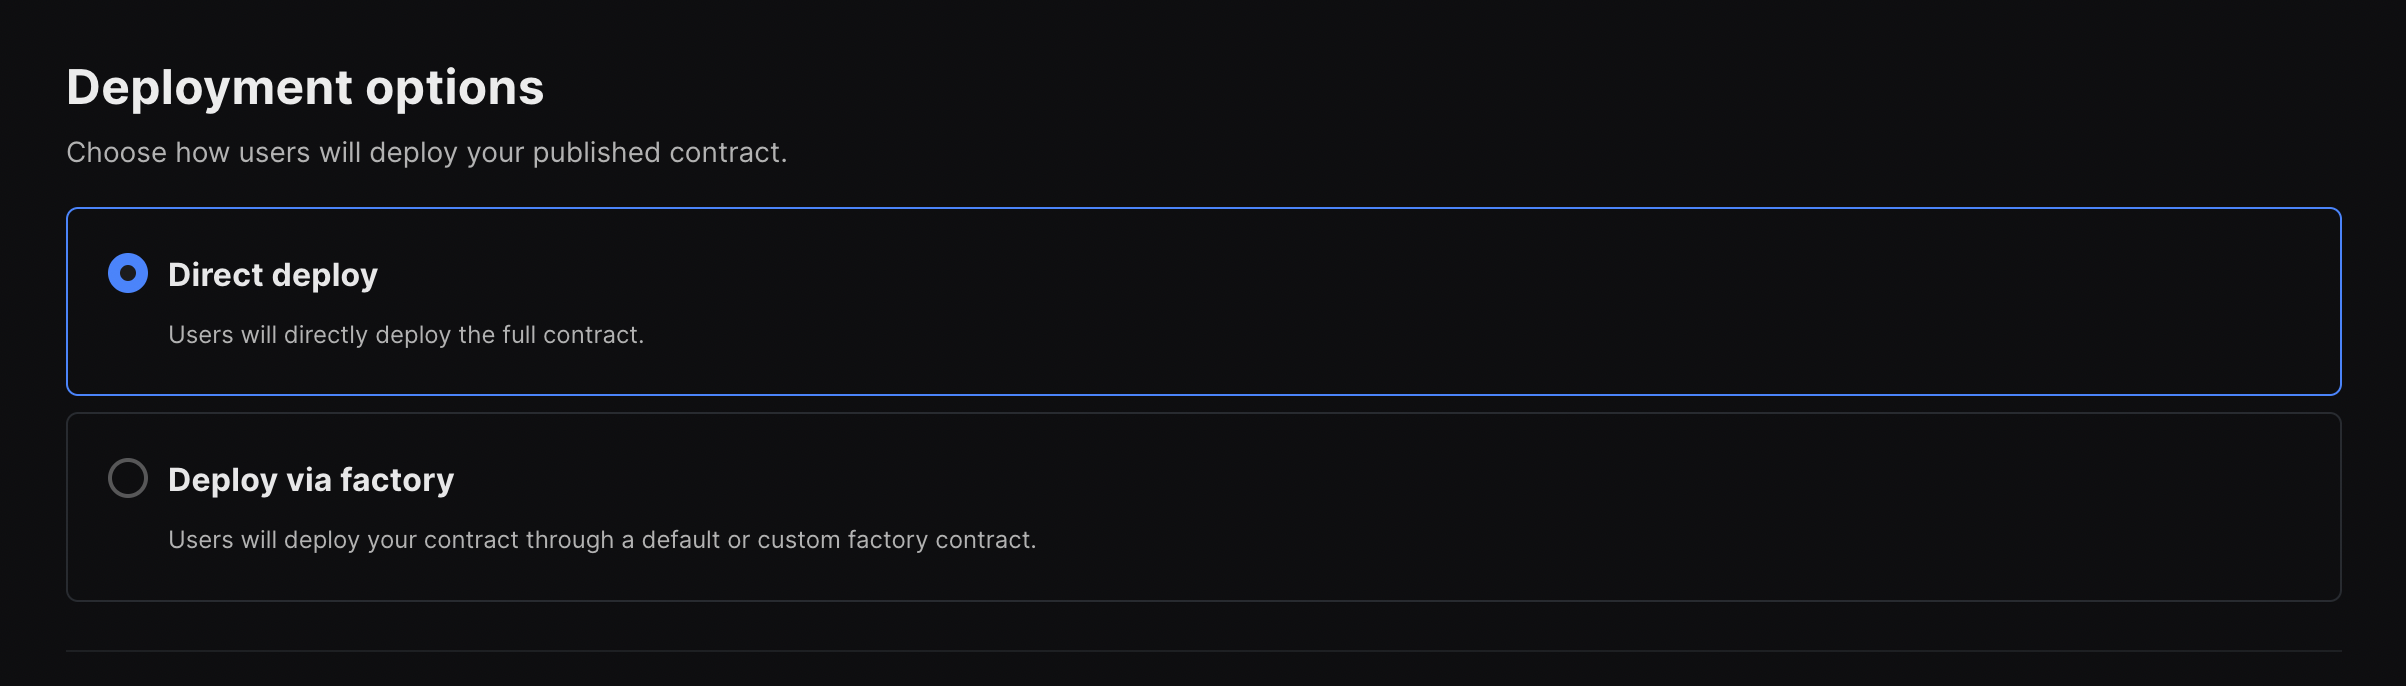 Deployment options
Choose how users will deploy your published contract.
Direct deploy
Users will directly deploy the full contract.
Deploy via factory
Users will deploy your contract through a default or custom factory contract.